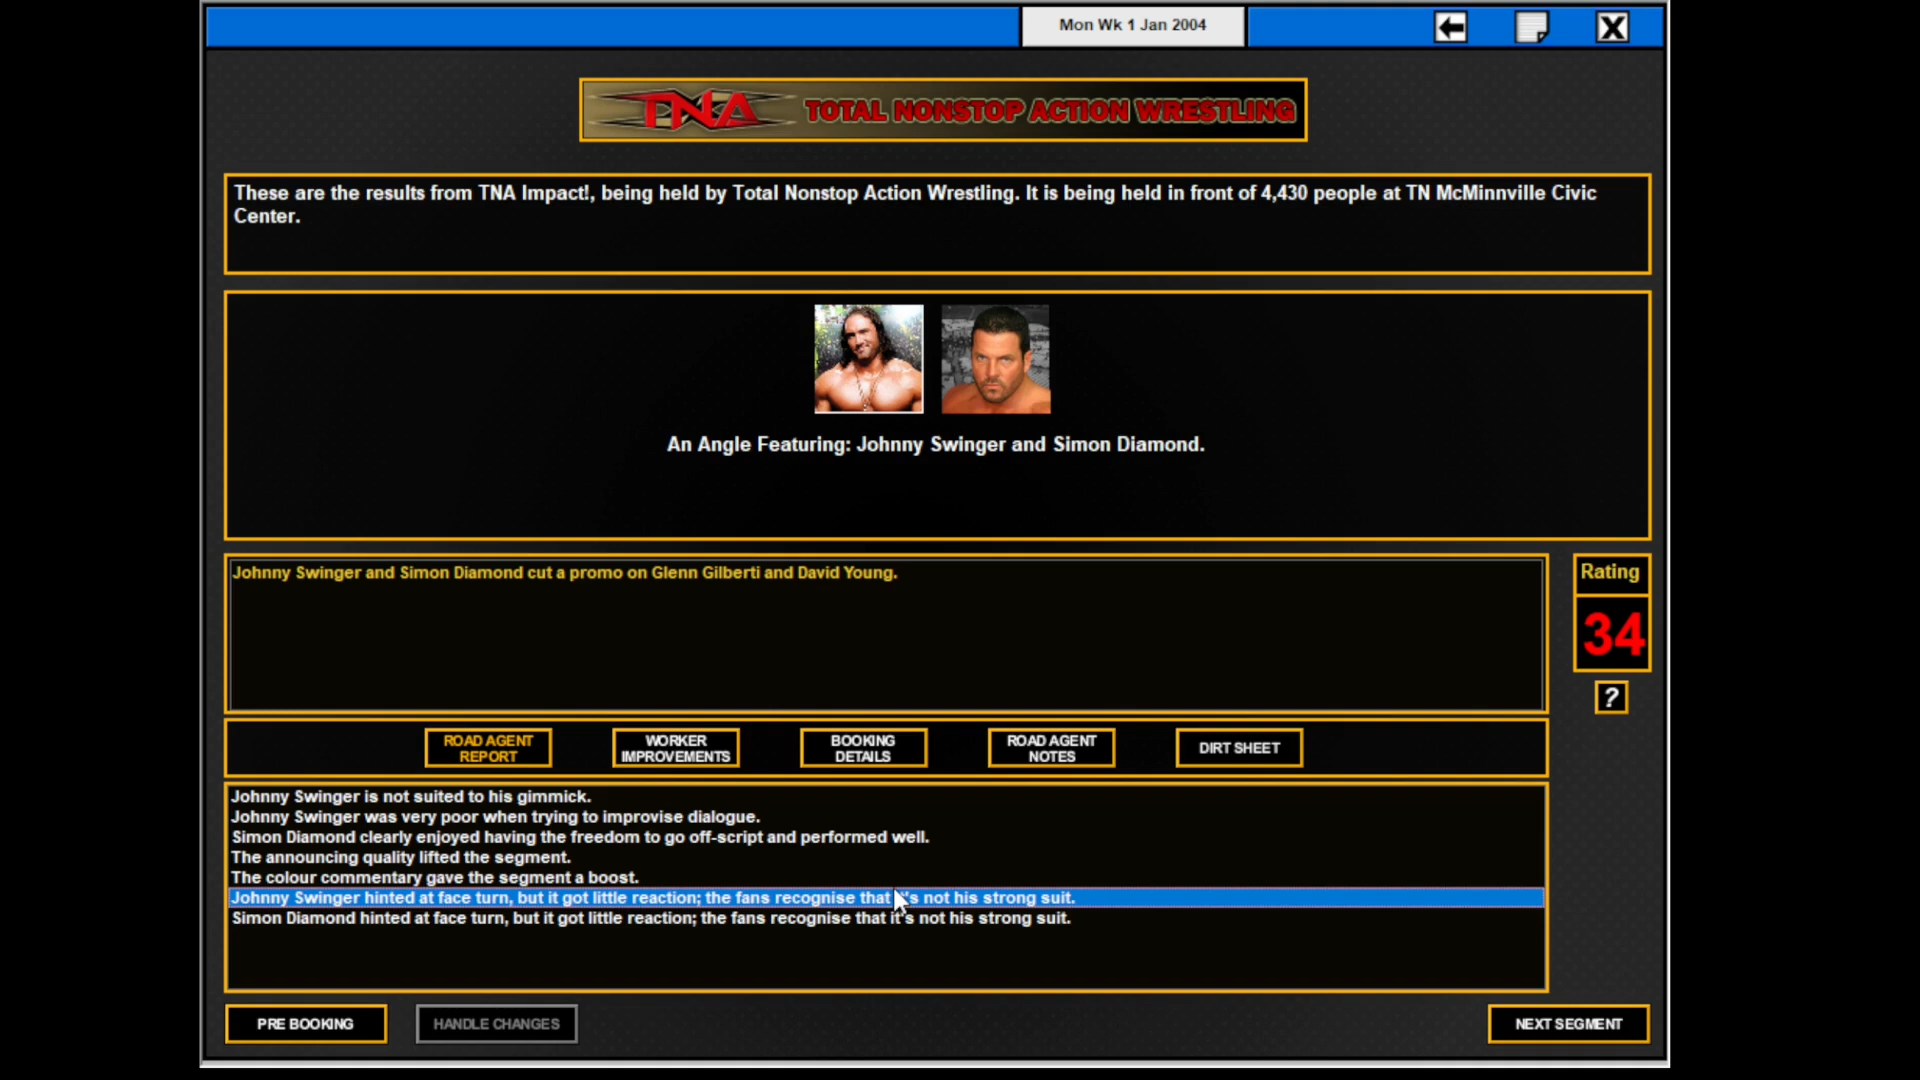 Mon Wk 1 Jan 2004
TNA TOTAL NONSTOP ACTION WRESTLING
These are the results from TNA Impact!, being held by Total Nonstop Action Wrestling. It is being held in front of 4,430 people at TN McMinnville Civic
Center.
An Angle Featuring: Johnny Swinger and Simon Diamond.
Johnny Swinger and Simon Diamond cut a promo on Glenn Gilberti and David Young.
Rating
34
?
ROAD AGENT
REPORT
WORKER
IMPROVEMENTS
BOOKING
DETAILS
ROAD AGENT
NOTES
DIRT SHEET
Johnny Swinger is not suited to his gimmick.
Johnny Swinger was very poor when trying to improvise dialogue.
Simon Diamond clearly enjoyed having the freedom to go off-script and performed well.
The announcing quality lifted the segment.
The colour commentary gave the segment a boost.
Johnny Swinger hinted at face turn, but it got little reaction; the fans recognise that it's not his strong suit.
Simon Diamond hinted at face turn, but it got little reaction; the fans recognise that it's not his strong suit.
PRE BOOKING
HANDLE CHANGES
NEXT SEGMENT